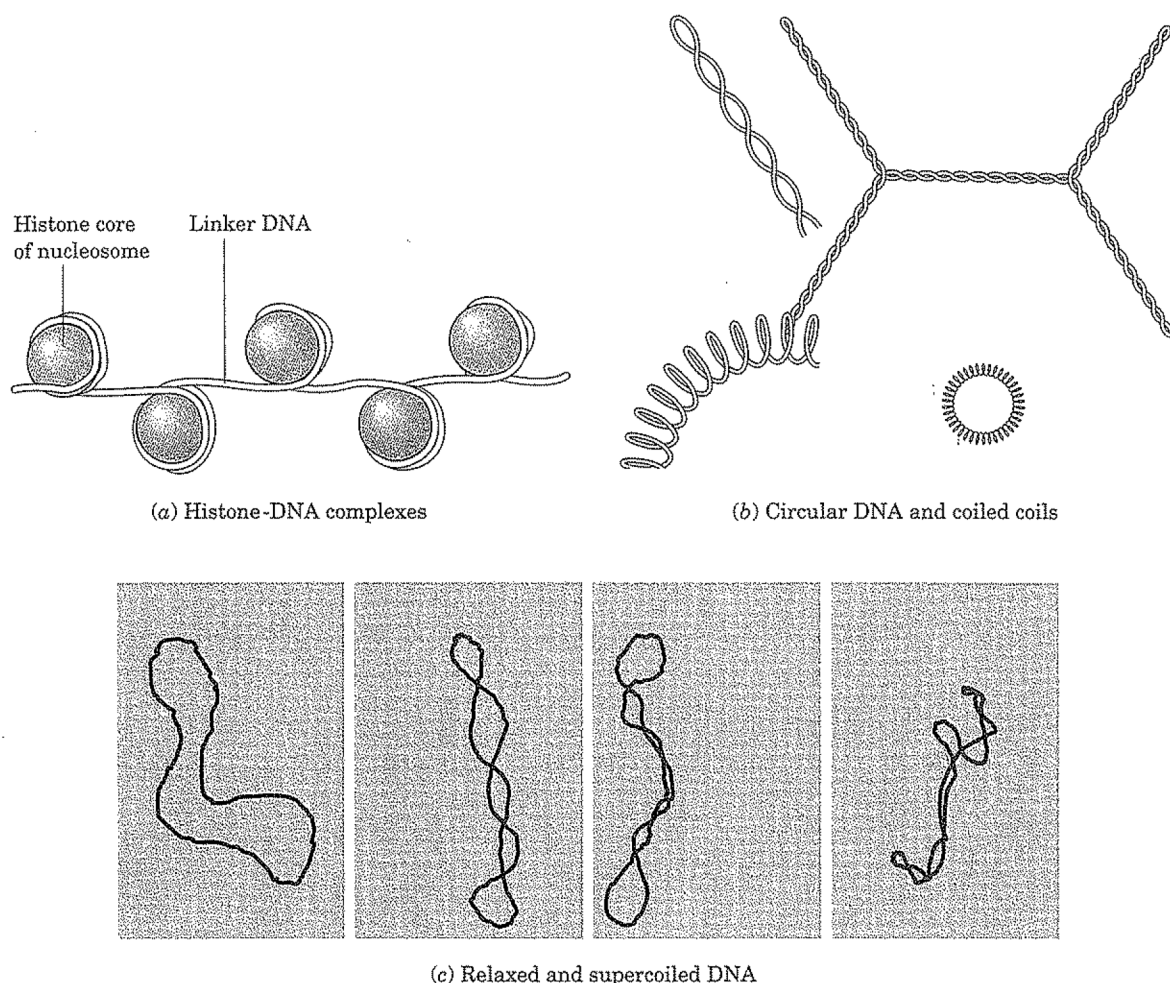 Histone core
of nucleosome
Linker DNA
(a) Histone-DNA complexes
(b) Circular DNA and coiled coils
(c) Relaxed and supercoiled DNA